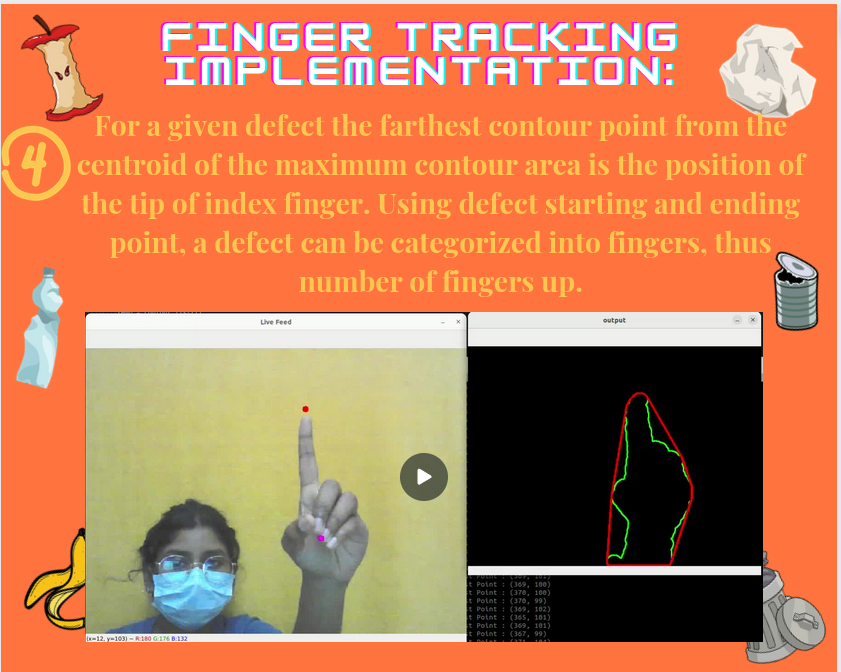 FINGER TRACKING
IMPLEMENTATION:
4
For a given defect the farthest contour point from the
centroid of the maximum contour area is the position of
the tip of index finger. Using defect starting and ending
point, a defect can be categorized into fingers, thus
number of fingers up.
Live Feed
output
(x=12, y=103) ~ R:180 G:176 B:132
t Point : (369, 101)
t Point : (369, 100)
t Point : (370, 100)
t Point : (370, 99)
t Point : (369, 102)
t Point : (365, 101)
t Point : (369, 101)
t Point : (367, 99)